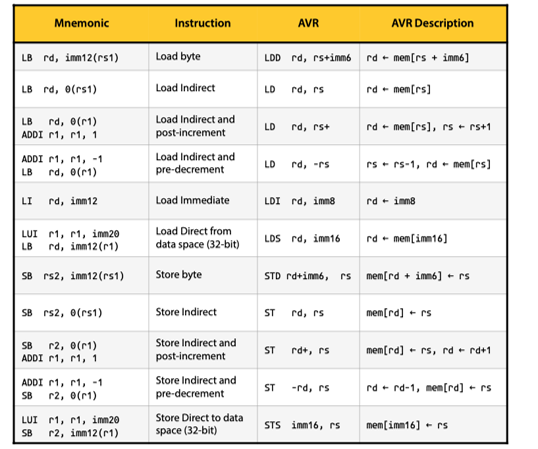 Mnemonic Instruction AVR AVR Description
LB rd, imm12(rs1) Load byte LDD rd, rs+imm6 rd ← mem[rs + imm6]
LB rd, 0(rs1) Load Indirect LD rd, rs rd ← mem[rs]
LB rd, 0(r1) Load Indirect and LD rd, rs+ rd ← mem[rs], rs ← rs+1
ADDI r1, r1, 1 post-increment
ADDI r1, r1, -1 Load Indirect and LD rd, -rs rs ← rs-1, rd ← mem[rs]
LB rd, 0(r1) pre-decrement
LI rd, imm12 Load Immediate LDI rd, imm8 rd ← imm8
LUI r1, r1, imm20 Load Direct from LDS rd, imm16 rd ← mem[imm16]
LB rd, imm12(r1) data space (32-bit)
SB rs2, imm12(rs1) Store byte STD rd+imm6, rs mem[rd + imm6] ← rs
SB rs2, 0(rs1) Store Indirect ST rd, rs mem[rd] ← rs
SB r2, 0(r1) Store Indirect and ST rd+, rs mem[rd] ← rs, rd ← rd+1
ADDI r1, r1, 1 post-increment
ADDI r1, r1, -1 Store Indirect and ST -rd, rs rd ← rd-1, mem[rd] ← rs
SB r2, 0(r1) pre-decrement
LUI r1, r1, imm20 Store Direct to data STS imm16, rs mem[imm16] ← rs
SB r2, imm12(r1) space (32-bit)